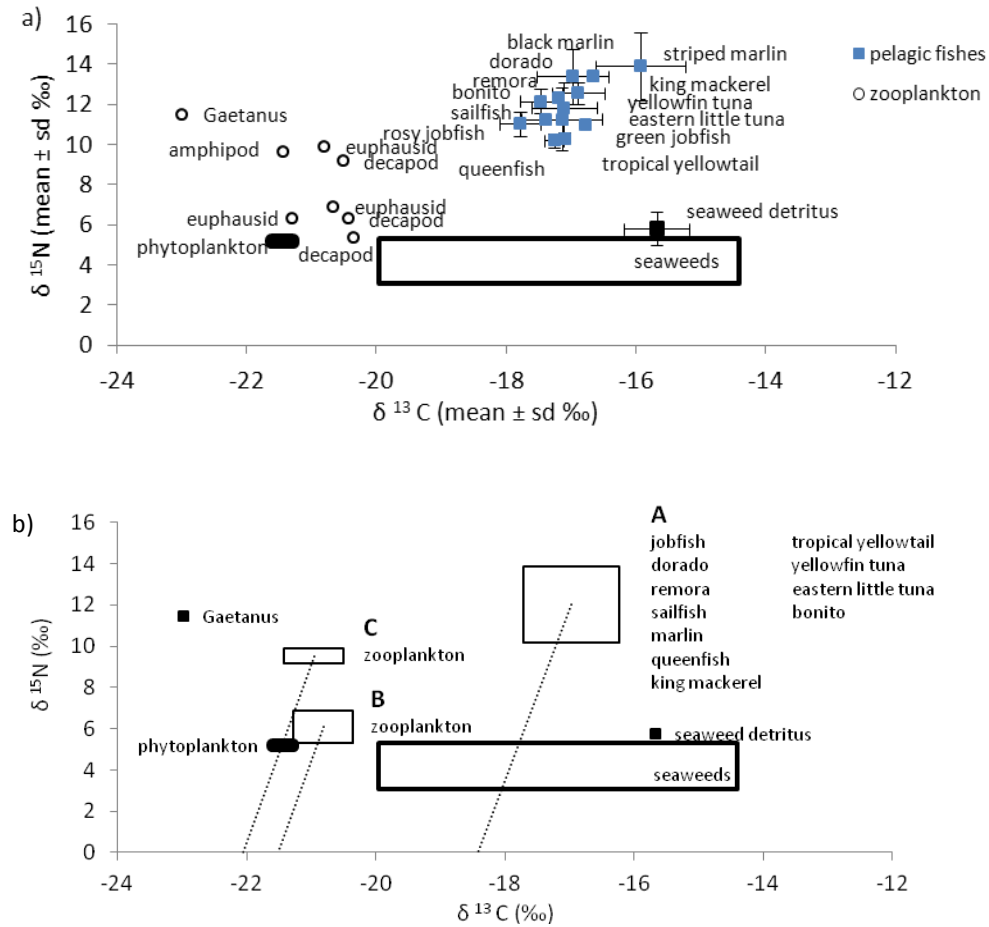 a)
16
14
12
10
8
6
4
2
0
δ ¹⁵N (mean ± sd ‰)
black marlin
striped marlin
dorado
remora
king mackerel
bonito
yellowfin tuna
sailfish
eastern little tuna
rosy jobfish
green jobfish
queenfish
tropical yellowtail
pelagic fishes
zooplankton
Gaetanus
amphipod
euphausid
decapod
euphausid
euphausid
decapod
phytoplankton
decapod
seaweed detritus
seaweeds
-24 -22 -20 -18 -16 -14 -12
δ ¹³ C (mean ± sd ‰)
b)
16
14
12
10
8
6
4
2
0
δ ¹⁵N (‰)
A
jobfish tropical yellowtail
dorado yellowfin tuna
remora eastern little tuna
sailfish bonito
marlin
queenfish
king mackerel
Gaetanus
C
zooplankton
B
zooplankton
phytoplankton
seaweed detritus
seaweeds
-24 -22 -20 -18 -16 -14 -12
δ ¹³ C (‰)